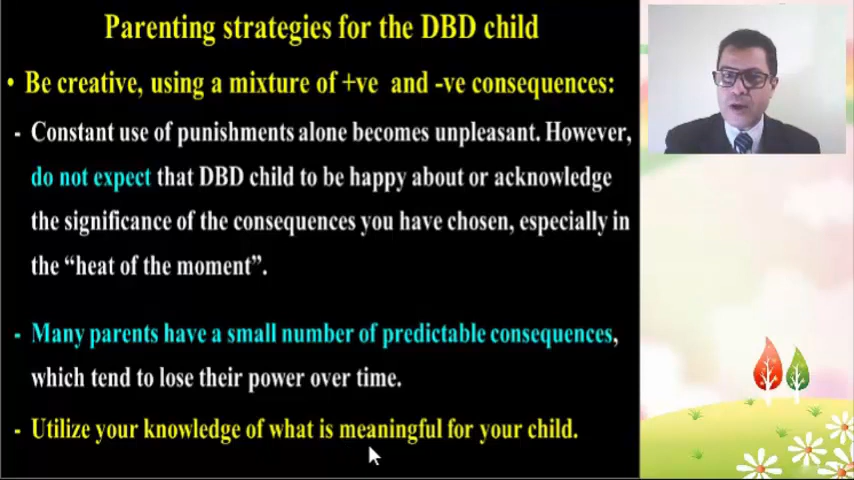 Parenting strategies for the DBD child
• Be creative, using a mixture of +ve and -ve consequences:
- Constant use of punishments alone becomes unpleasant. However,
do not expect that DBD child to be happy about or acknowledge
the significance of the consequences you have chosen, especially in
the “heat of the moment”.
- Many parents have a small number of predictable consequences,
which tend to lose their power over time.
- Utilize your knowledge of what is meaningful for your child.